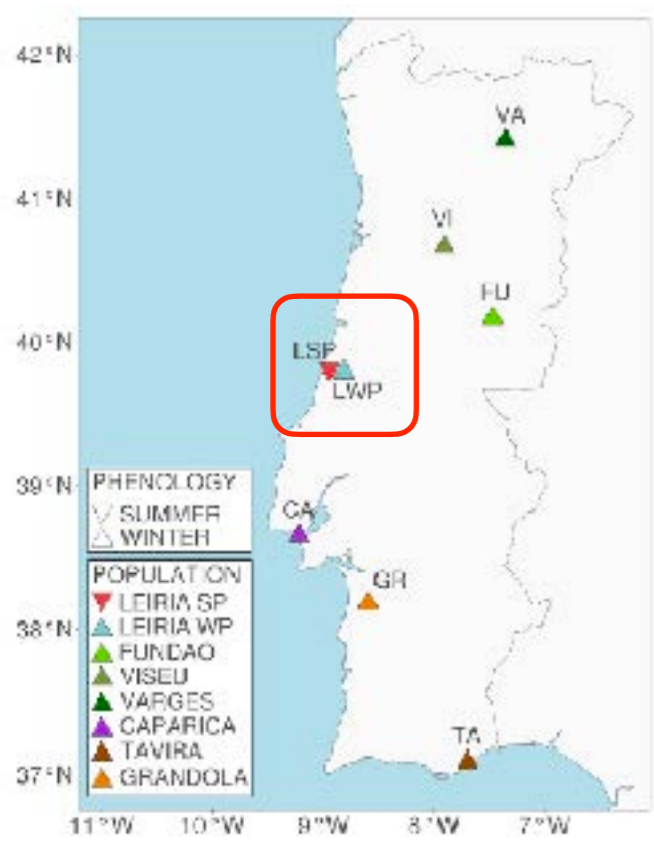 42°N
VA
41°N
VI
FU
40°N
LSP
LWP
39°N
PHENOLOGY
SUMMER
WINTER
CA
POPULATION
LEIRIA SP
LEIRIA WP
FUNDAO
VISEU
VARGES
CAPARICA
TAVIRA
GRANDOLA
GR
38°N
TA
37°N
11°W 10°W 9°W 8°W 7°W